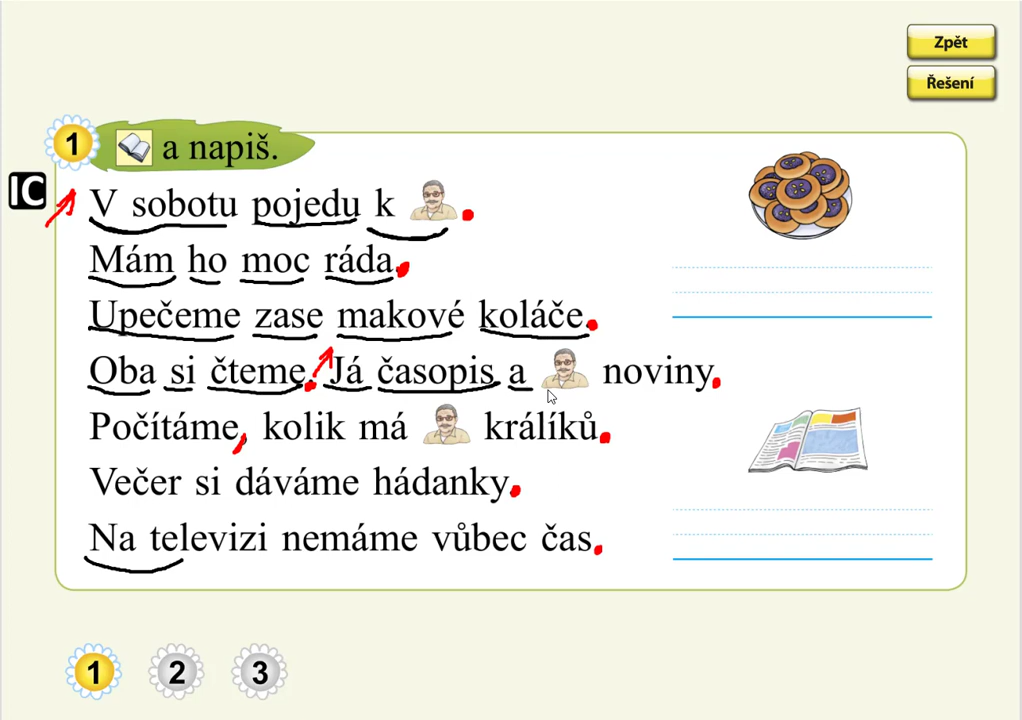 Zpět
Řešení
1 a napiš.
IC
V sobotu pojedu k .
Mám ho moc ráda.
Upečeme zase makové koláče.
Oba si čteme. Já časopis a noviny.
Počítáme, kolik má králíků.
Večer si dáváme hádanky.
Na televizi nemáme vůbec čas.
1 2 3